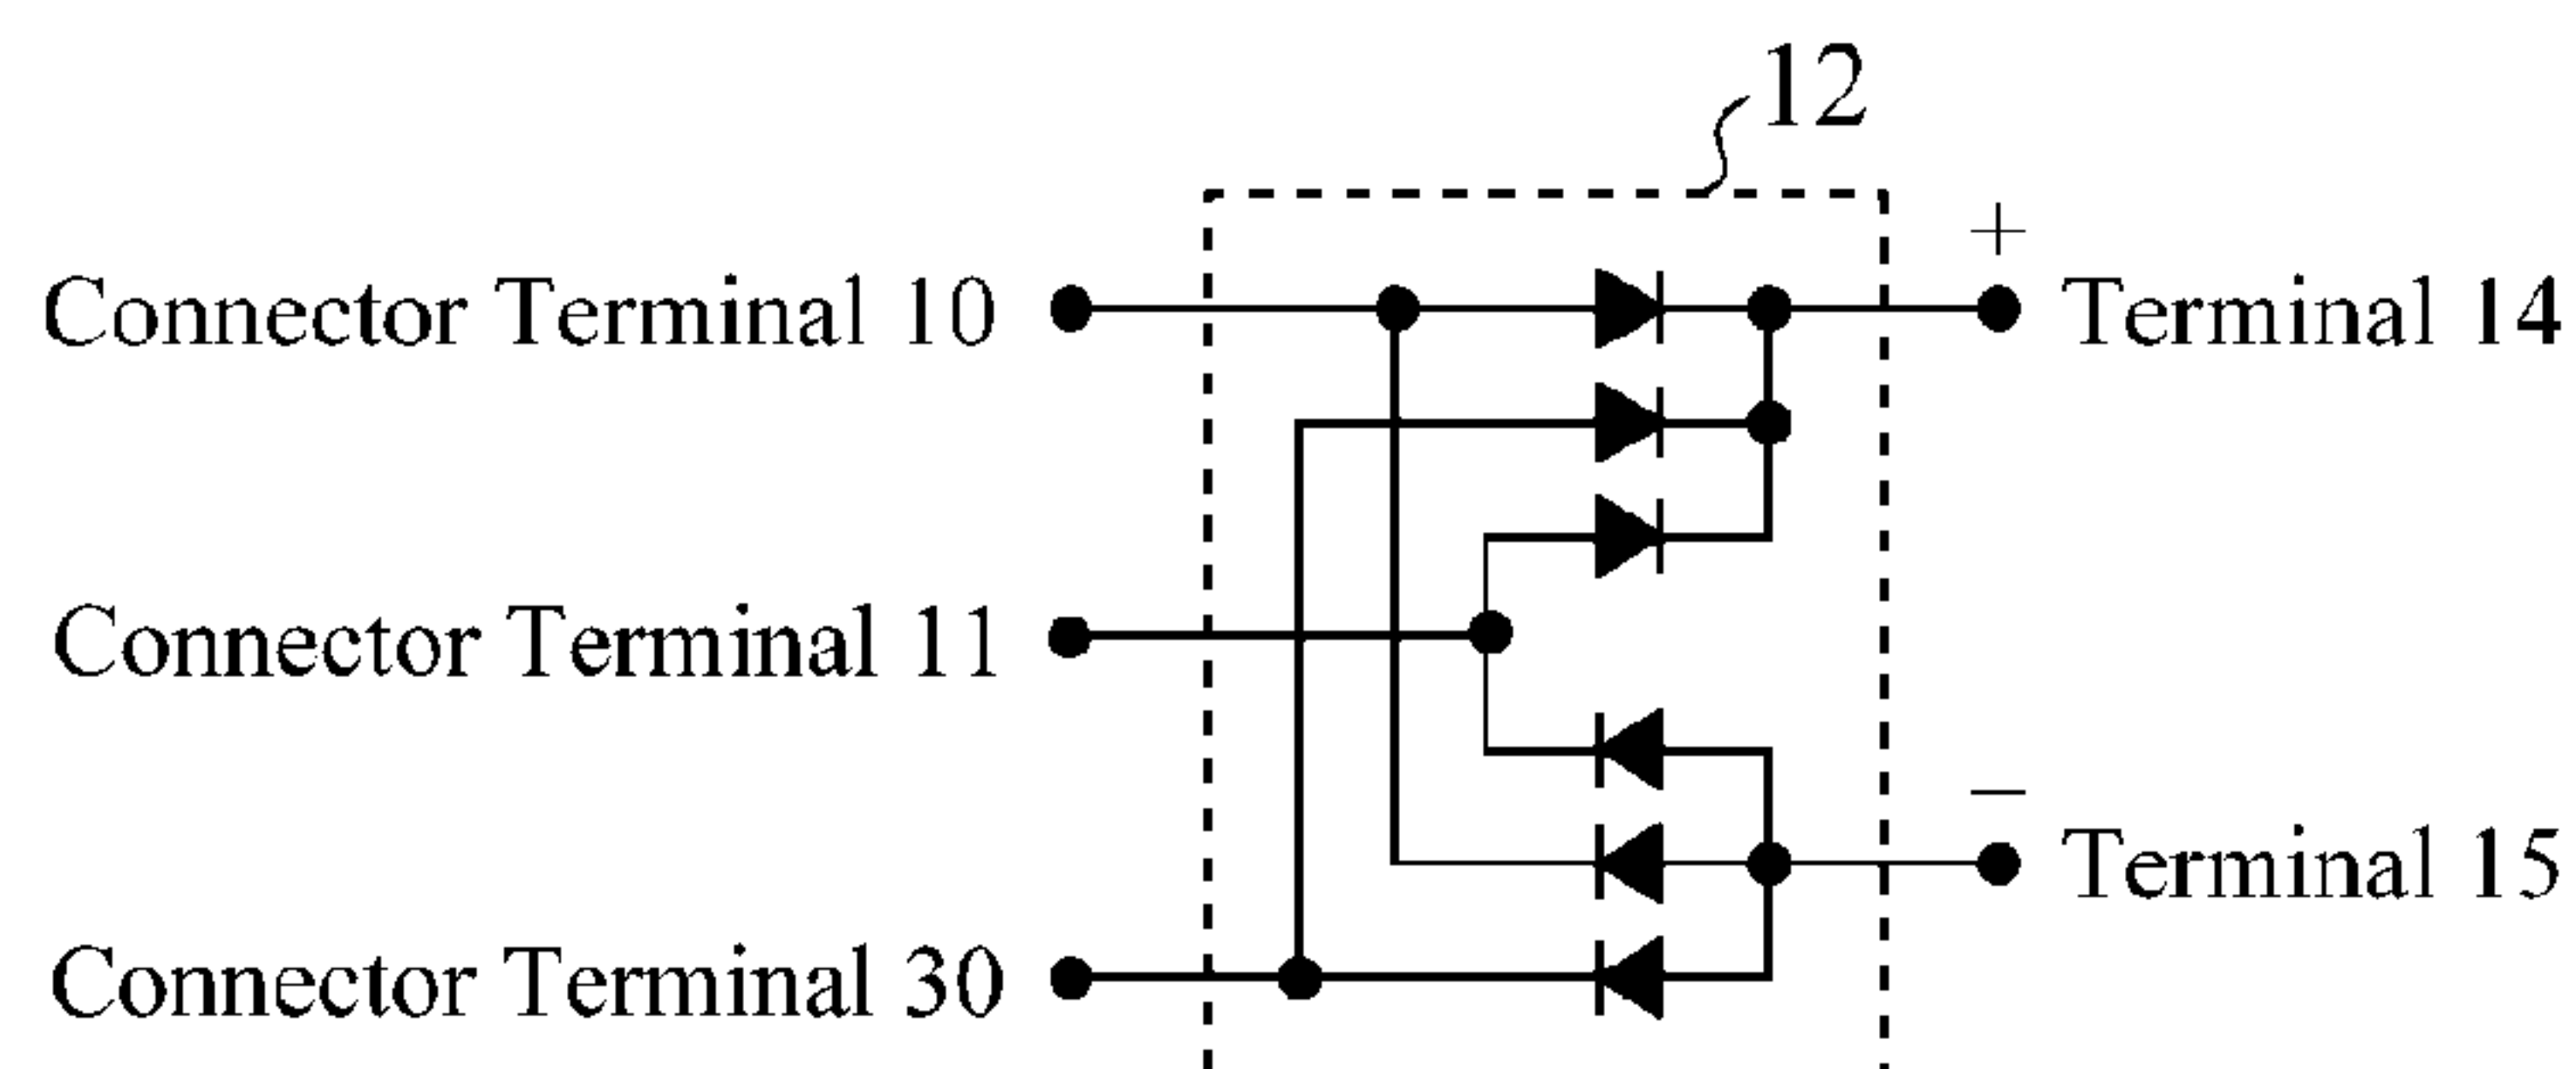 12
+
Connector Terminal 10
Terminal 14
Connector Terminal 11
−
Terminal 15
Connector Terminal 30